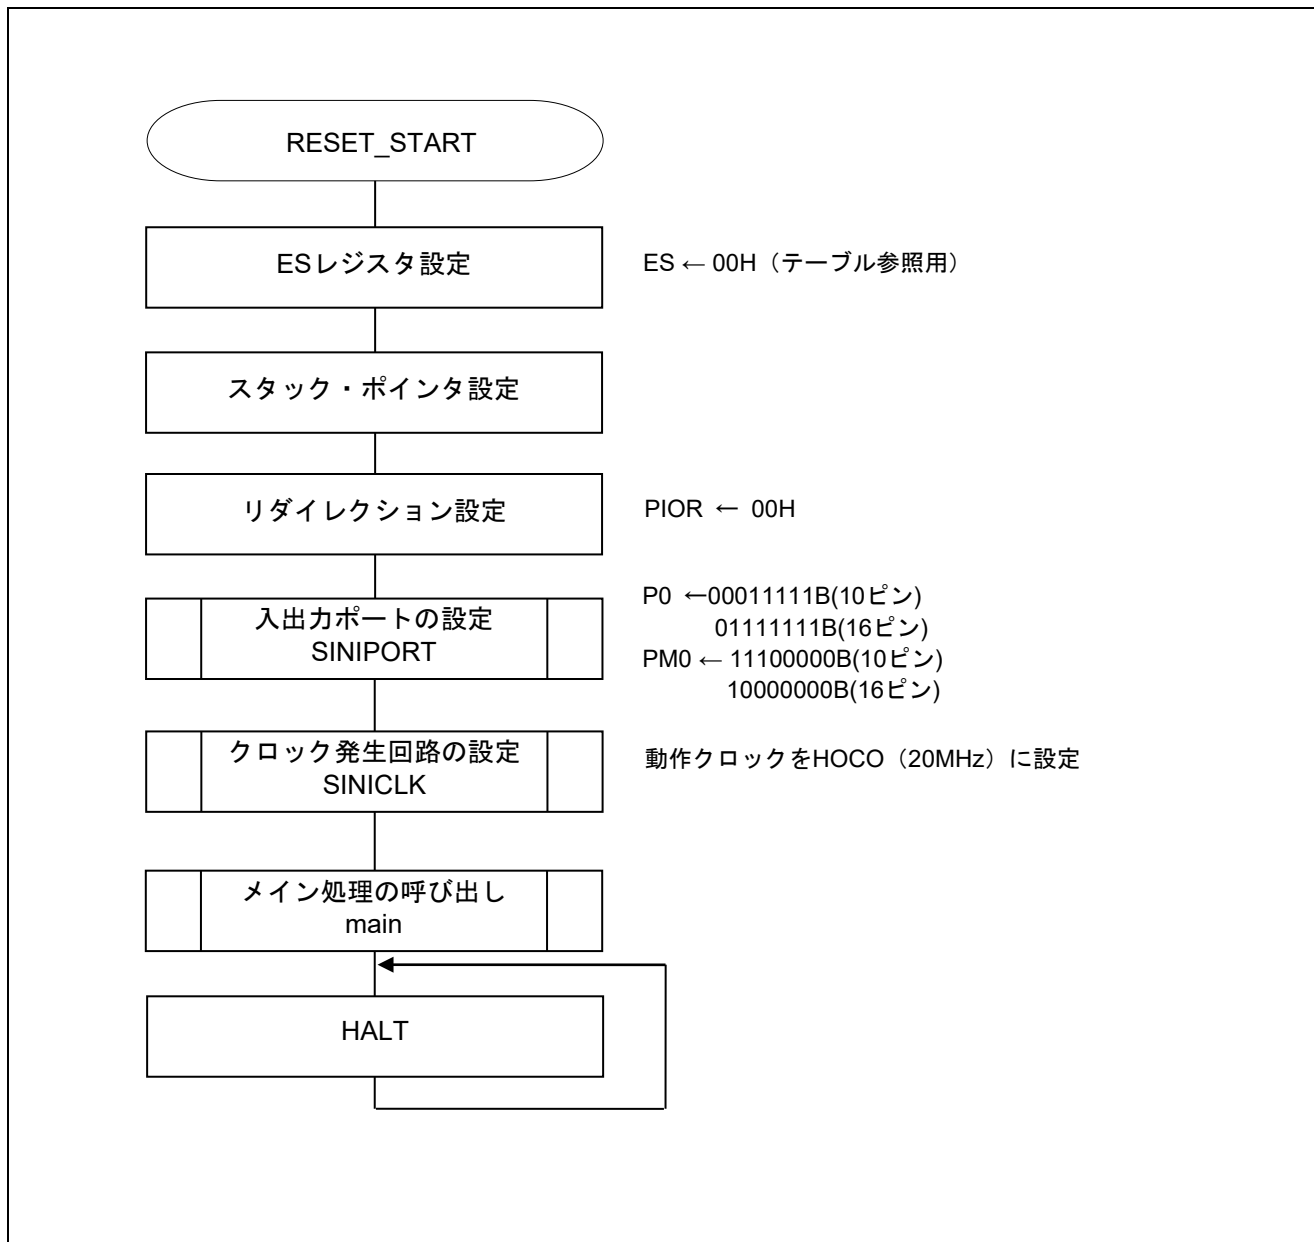 RESET_START
ESレジスタ設定
ES ← 00H（テーブル参照用）
スタック・ポインタ設定
リダイレクション設定
PIOR ← 00H
入出力ポートの設定
SINIPORT
P0 ←00011111B(10ピン)
01111111B(16ピン)
PM0 ← 11100000B(10ピン)
10000000B(16ピン)
クロック発生回路の設定
SINICLK
動作クロックをHOCO（20MHz）に設定
メイン処理の呼び出し
main
HALT